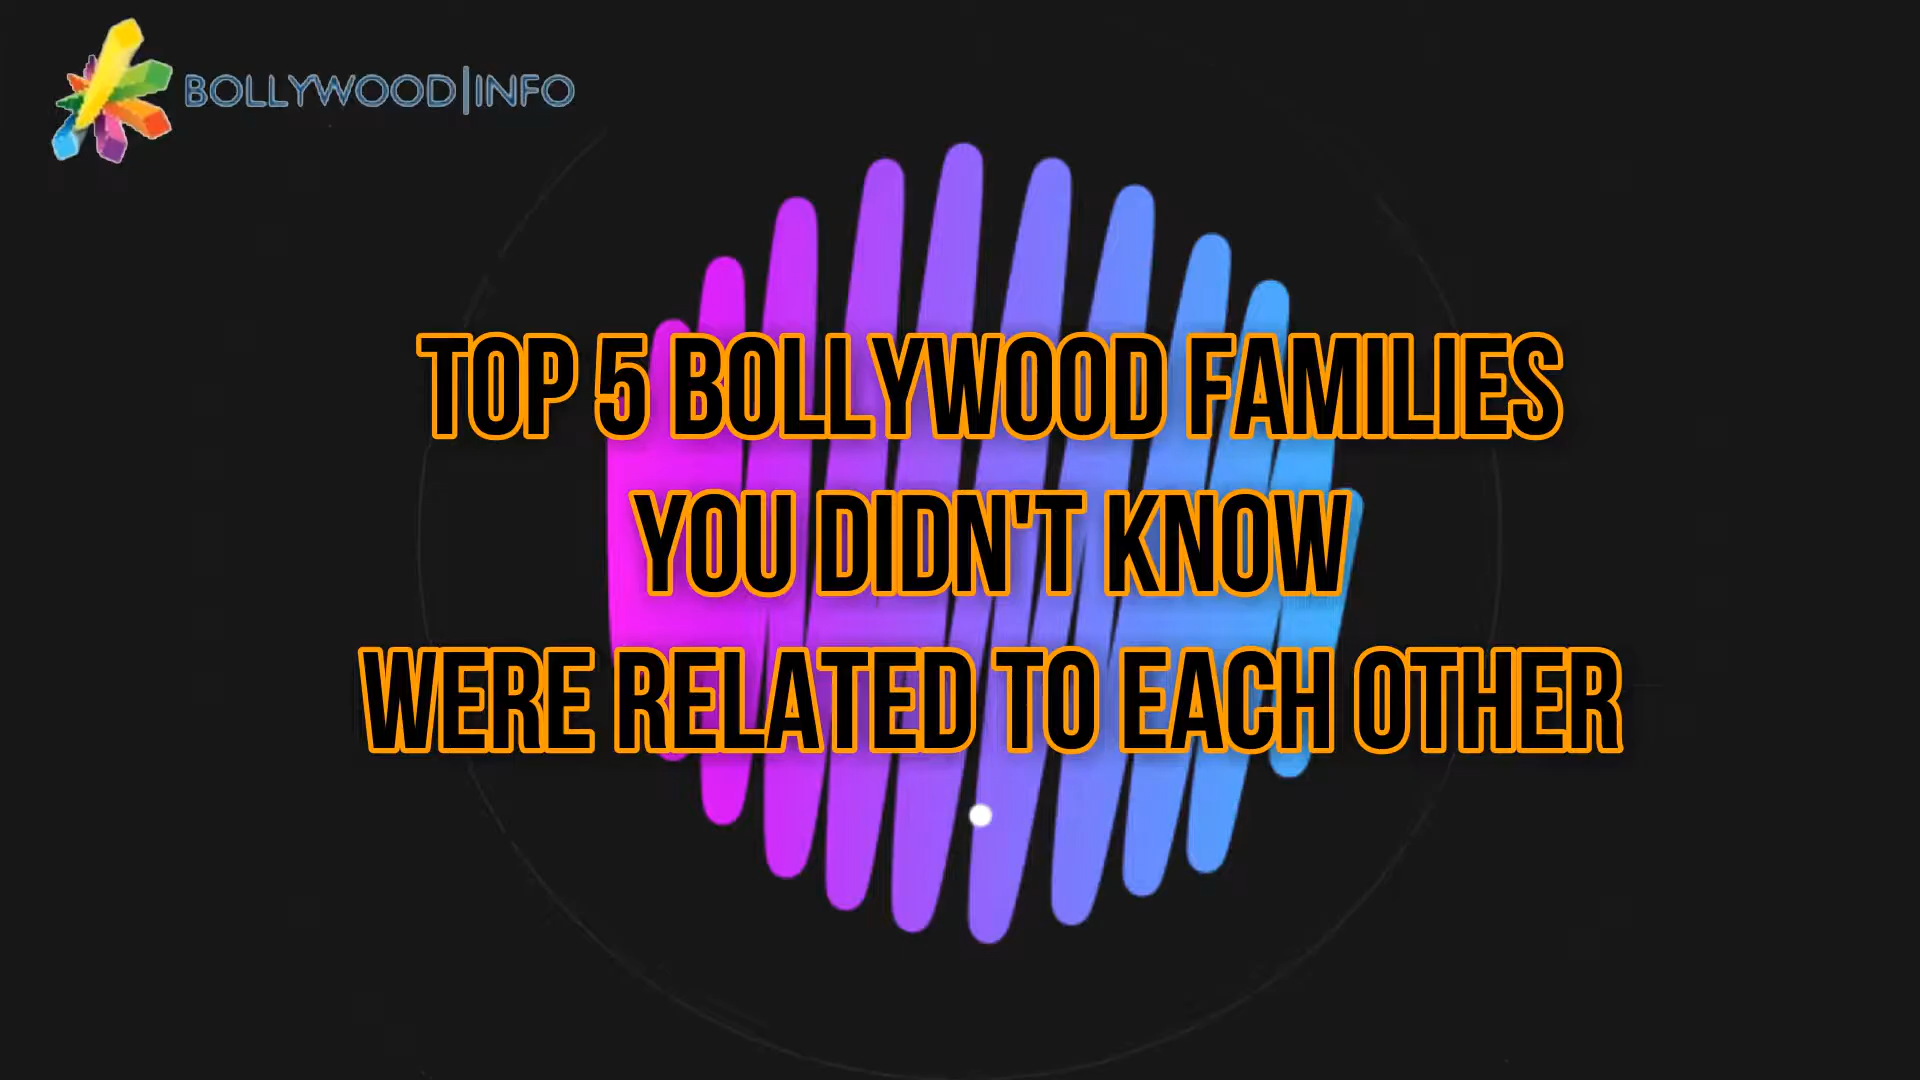 BOLLYWOOD|INFO
TOP 5 BOLLYWOOD FAMILIES
YOU DIDN'T KNOW
WERE RELATED TO EACH OTHER